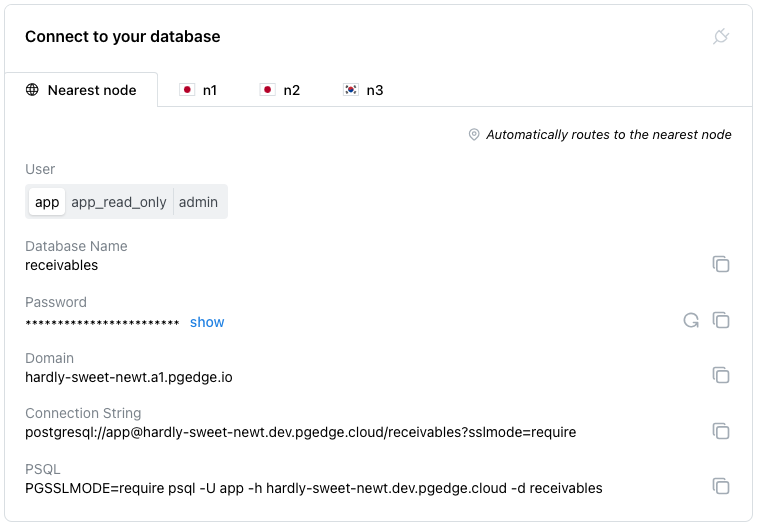 Connect to your database
Nearest node n1 n2 n3
Automatically routes to the nearest node
User
app app_read_only admin
Database Name
receivables
Password
************************ show
Domain
hardly-sweet-newt.a1.pgedge.io
Connection String
postgresql://app@hardly-sweet-newt.dev.pgedge.cloud/receivables?sslmode=require
PSQL
PGSSLMODE=require psql -U app -h hardly-sweet-newt.dev.pgedge.cloud -d receivables